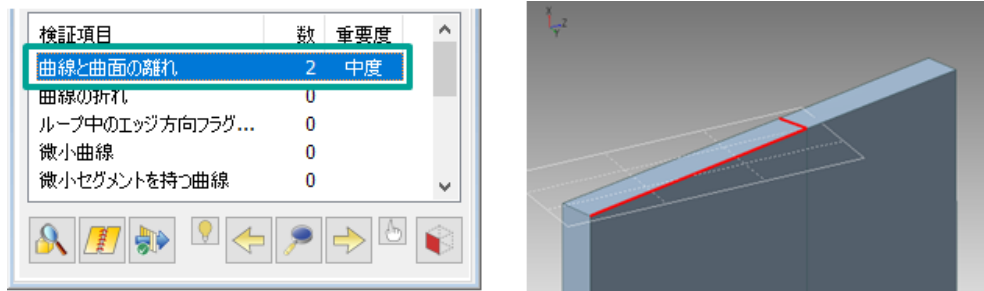 検証項目 数 重要度
曲線と曲面の離れ 2 中度
曲線の折れ 0
ループ中のエッジ方向フラグ... 0
微小曲線 0
微小セグメントを持つ曲線 0
X
Z
Y